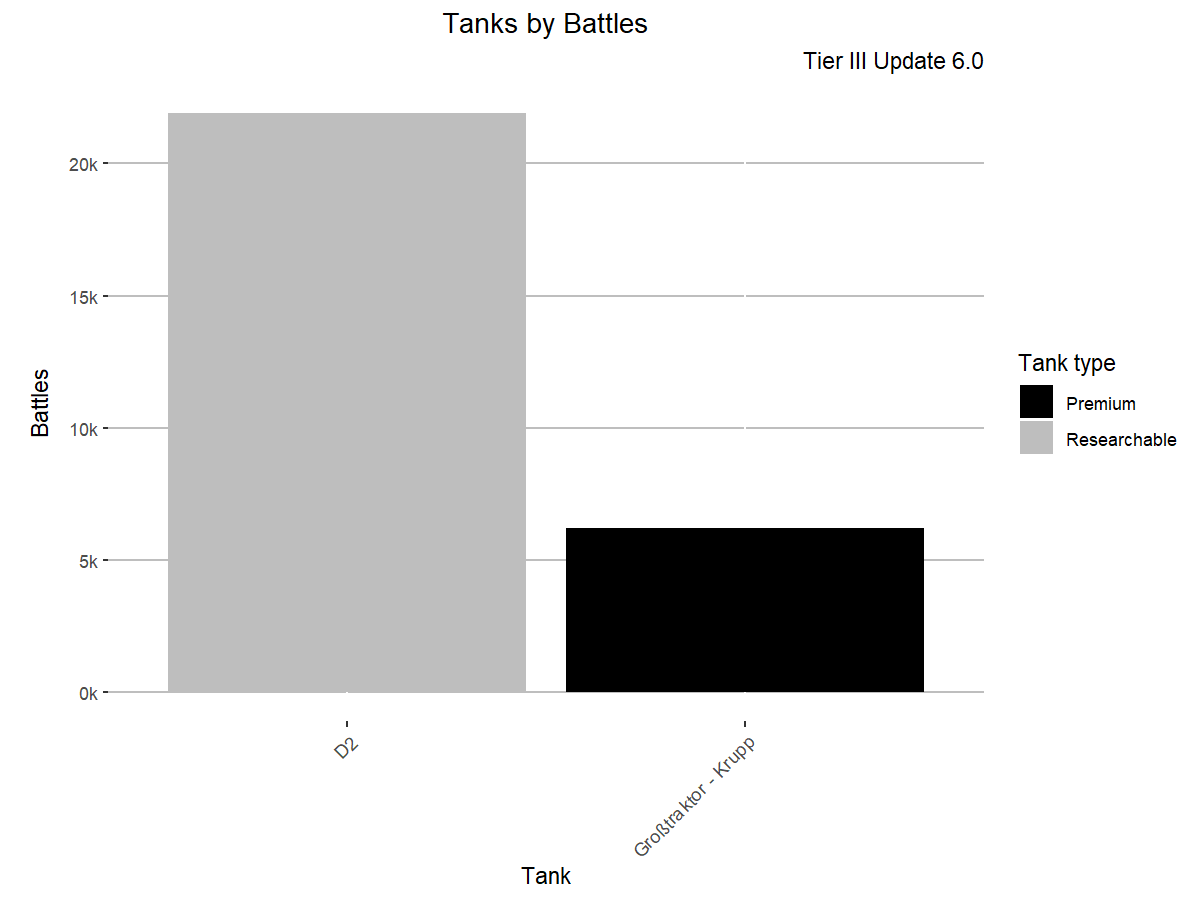 Tanks by Battles
Tier III Update 6.0
20k
15k
10k
5k
0k
Battles
D2
Großtraktor - Krupp
Tank
Tank type
Premium
Researchable